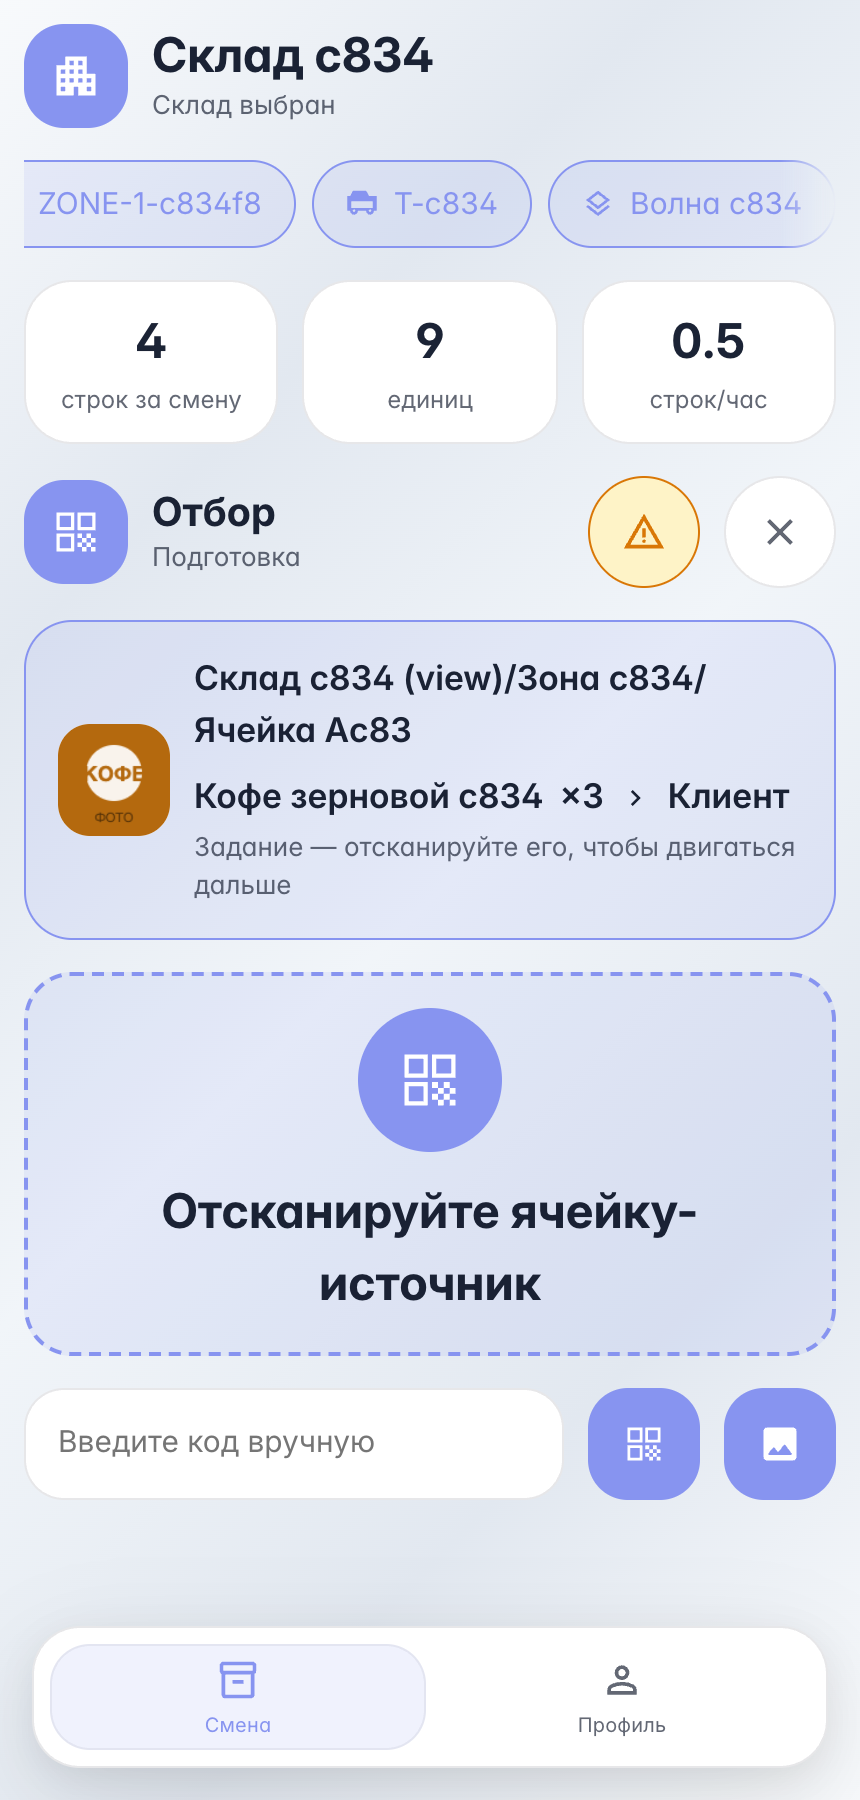 Склад c834
Склад выбран
ZONE-1-c834f8
T-c834
Волна c834
4
строк за смену
9
единиц
0.5
строк/час
Отбор
Подготовка
Склад c834 (view)/Зона c834/
Ячейка Ac83
Кофе зерновой c834 ×3 › Клиент
Задание — отсканируйте его, чтобы двигаться
дальше
КОФЕ
ФОТО
Отсканируйте ячейку-
источник
Введите код вручную
Смена
Профиль